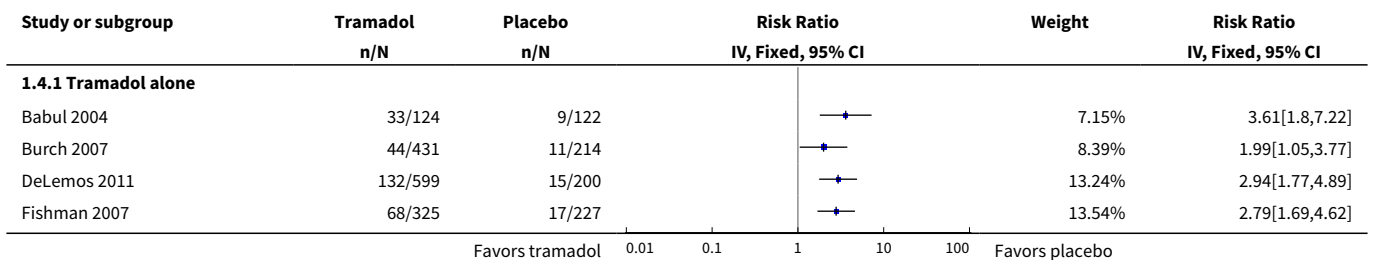 Study or subgroup Tramadol Placebo Risk Ratio Weight Risk Ratio
n/N n/N IV, Fixed, 95% CI IV, Fixed, 95% CI
1.4.1 Tramadol alone
Babul 2004 33/124 9/122 7.15% 3.61[1.8,7.22]
Burch 2007 44/431 11/214 8.39% 1.99[1.05,3.77]
DeLemos 2011 132/599 15/200 13.24% 2.94[1.77,4.89]
Fishman 2007 68/325 17/227 13.54% 2.79[1.69,4.62]
Favors tramadol 0.01 0.1 1 10 100 Favors placebo